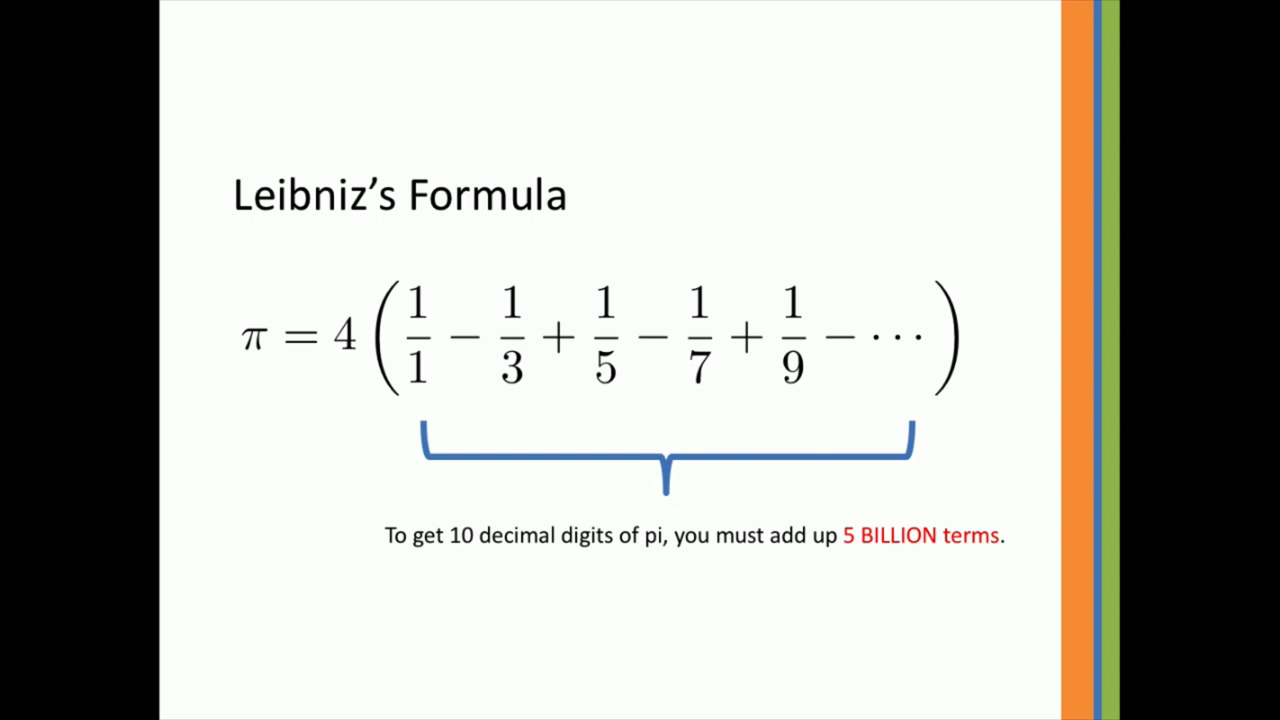 Leibniz’s Formula
π = 4 ( 1/1 − 1/3 + 1/5 − 1/7 + 1/9 − ⋯ )
To get 10 decimal digits of pi, you must add up 5 BILLION terms.